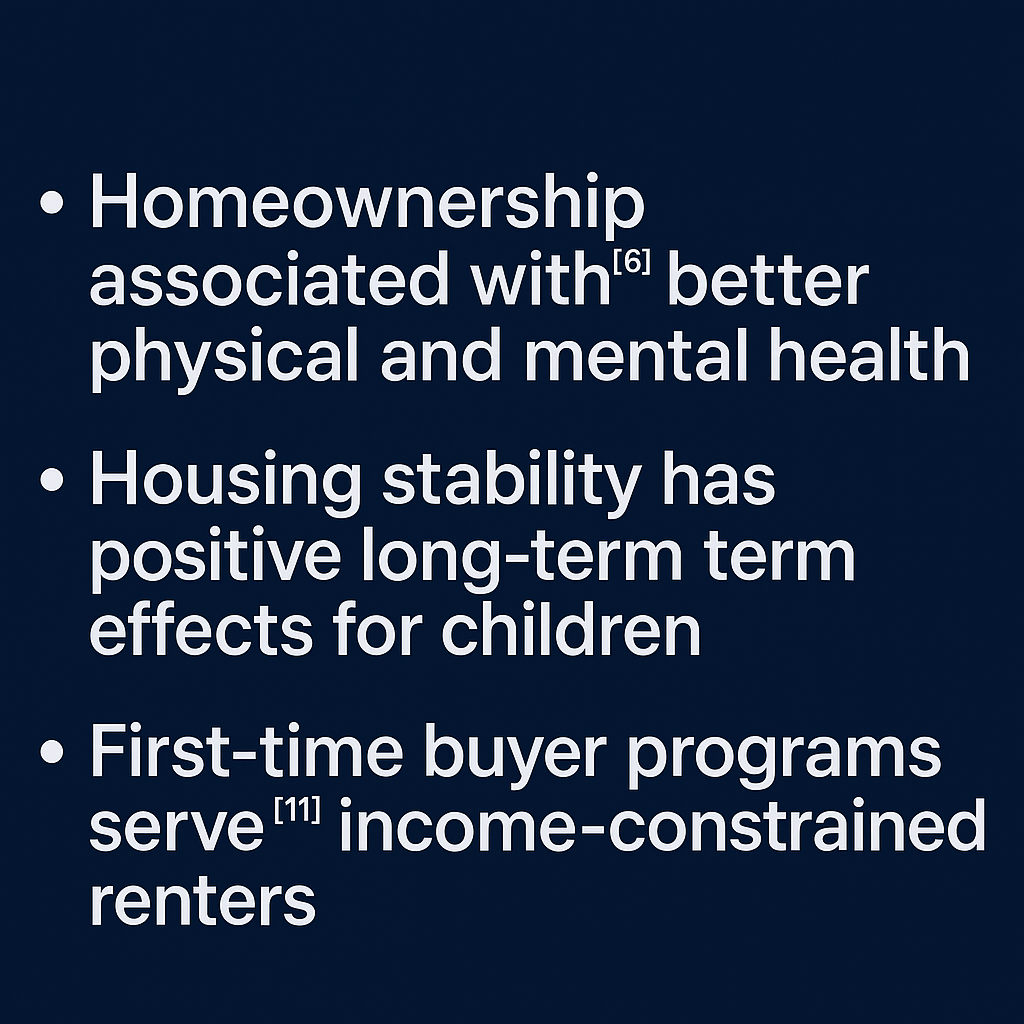 • Homeownership
associated with[6] better
physical and mental health
• Housing stability has
positive long-term term
effects for children
• First-time buyer programs
serve [11] income-constrained
renters